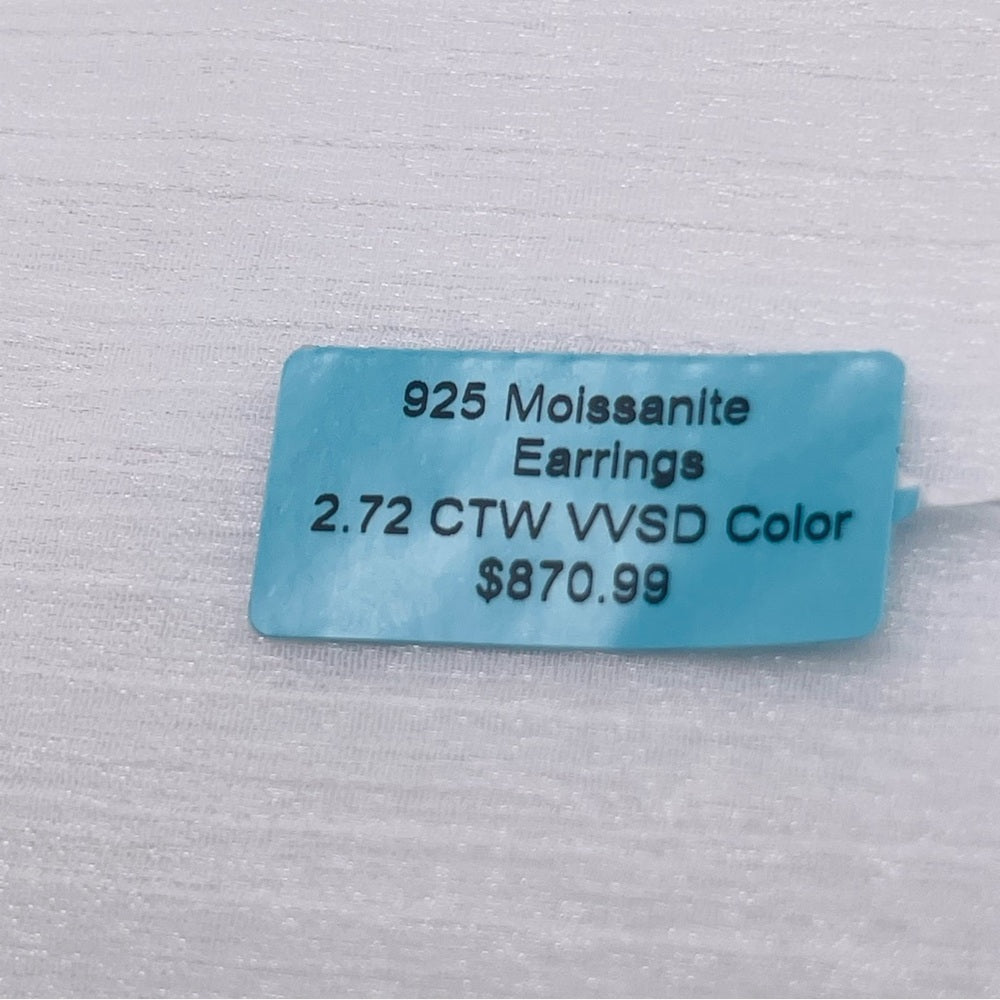 925 Moissanite
Earrings
2.72 CTW VVSD Color
$870.99